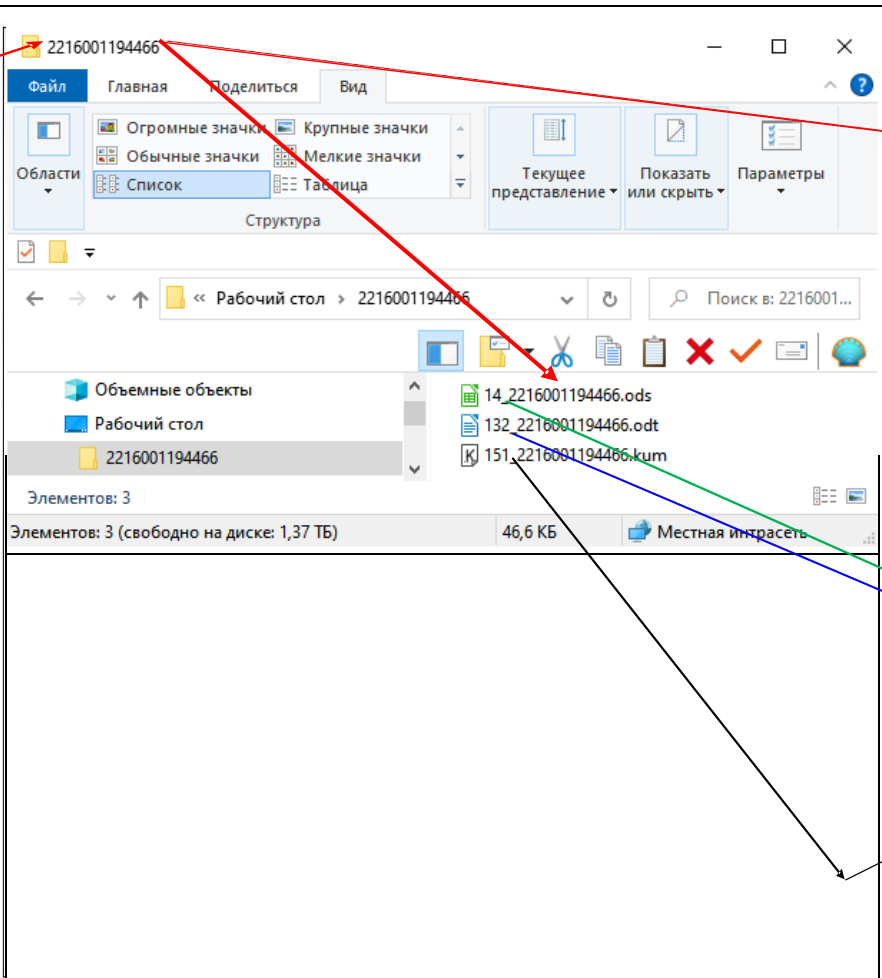 2216001194466
Файл Главная Поделиться Вид
Огромные значки Крупные значки
Обычные значки Мелкие значки
Список Таблица
Области
Структура
Текущее представление
Показать или скрыть
Параметры
« Рабочий стол › 2216001194466
Поиск в: 2216001...
Объемные объекты
Рабочий стол
2216001194466
14_2216001194466.ods
132_2216001194466.odt
151_2216001194466.kum
Элементов: 3
Элементов: 3 (свободно на диске: 1,37 ТБ) 46,6 КБ Местная интрасеть